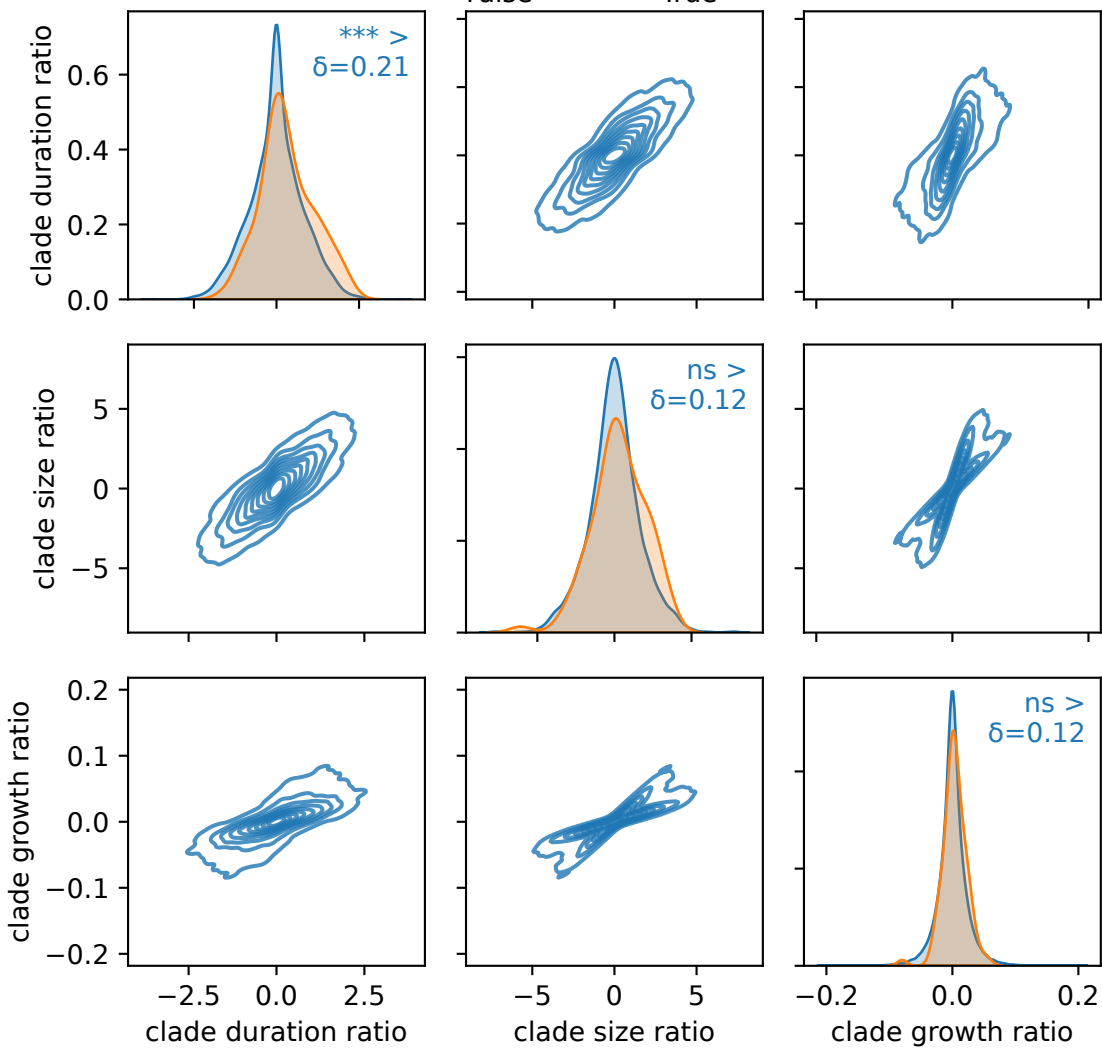 False True
clade duration ratio
0.6
0.4
0.2
0.0
*** >
δ=0.21
clade size ratio
5
0
−5
ns >
δ=0.12
clade growth ratio
0.2
0.1
0.0
−0.1
−0.2
ns >
δ=0.12
−2.5 0.0 2.5
−5 0 5
−0.2 0.0 0.2
clade duration ratio
clade size ratio
clade growth ratio